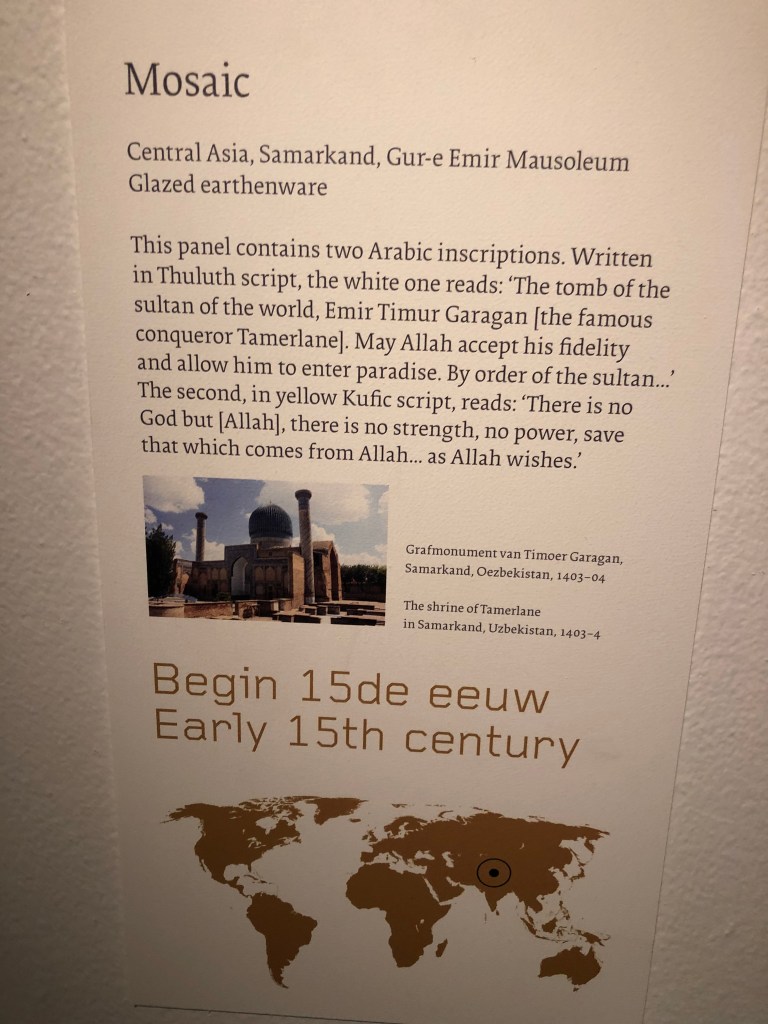 Mosaic
Central Asia, Samarkand, Gur-e Emir Mausoleum
Glazed earthenware
This panel contains two Arabic inscriptions. Written
in Thuluth script, the white one reads: ‘The tomb of the
sultan of the world, Emir Timur Garagan [the famous
conqueror Tamerlane]. May Allah accept his fidelity
and allow him to enter paradise. By order of the sultan...’
The second, in yellow Kufic script, reads: ‘There is no
God but [Allah], there is no strength, no power, save
that which comes from Allah... as Allah wishes.’
Grafmonument van Timoer Garagan,
Samarkand, Oezbekistan, 1403–04
The shrine of Tamerlane
in Samarkand, Uzbekistan, 1403–4
Begin 15de eeuw
Early 15th century